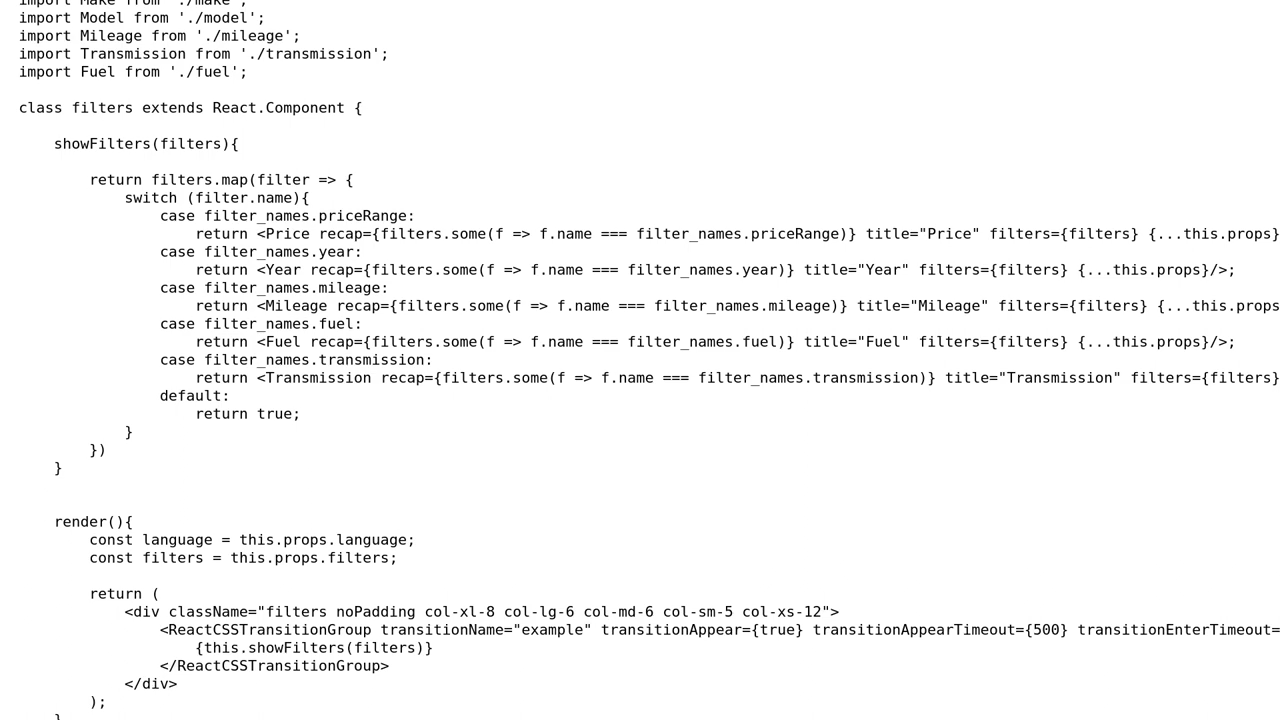 import Make from './make';
import Model from './model';
import Mileage from './mileage';
import Transmission from './transmission';
import Fuel from './fuel';

class filters extends React.Component {

    showFilters(filters){

        return filters.map(filter => {
            switch (filter.name){
                case filter_names.priceRange:
                    return <Price recap={filters.some(f => f.name === filter_names.priceRange)} title="Price" filters={filters} {...this.props}
                case filter_names.year:
                    return <Year recap={filters.some(f => f.name === filter_names.year)} title="Year" filters={filters} {...this.props}/>;
                case filter_names.mileage:
                    return <Mileage recap={filters.some(f => f.name === filter_names.mileage)} title="Mileage" filters={filters} {...this.props
                case filter_names.fuel:
                    return <Fuel recap={filters.some(f => f.name === filter_names.fuel)} title="Fuel" filters={filters} {...this.props}/>;
                case filter_names.transmission:
                    return <Transmission recap={filters.some(f => f.name === filter_names.transmission)} title="Transmission" filters={filters}
                default:
                    return true;
            }
        })
    }


    render(){
        const language = this.props.language;
        const filters = this.props.filters;

        return (
            <div className="filters noPadding col-xl-8 col-lg-6 col-md-6 col-sm-5 col-xs-12">
                <ReactCSSTransitionGroup transitionName="example" transitionAppear={true} transitionAppearTimeout={500} transitionEnterTimeout=
                    {this.showFilters(filters)}
                </ReactCSSTransitionGroup>
            </div>
        );
    }